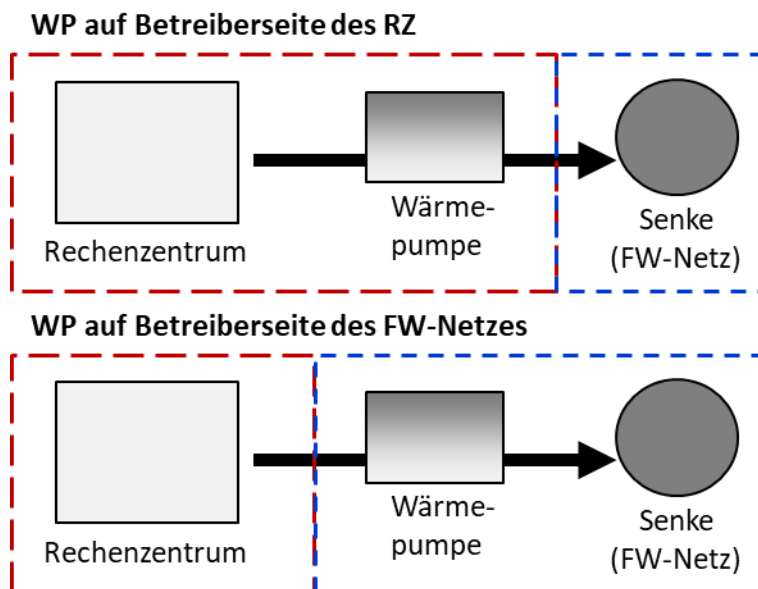 WP auf Betreiberseite des RZ
Rechenzentrum
Wärme-
pumpe
Senke
(FW-Netz)
WP auf Betreiberseite des FW-Netzes
Rechenzentrum
Wärme-
pumpe
Senke
(FW-Netz)